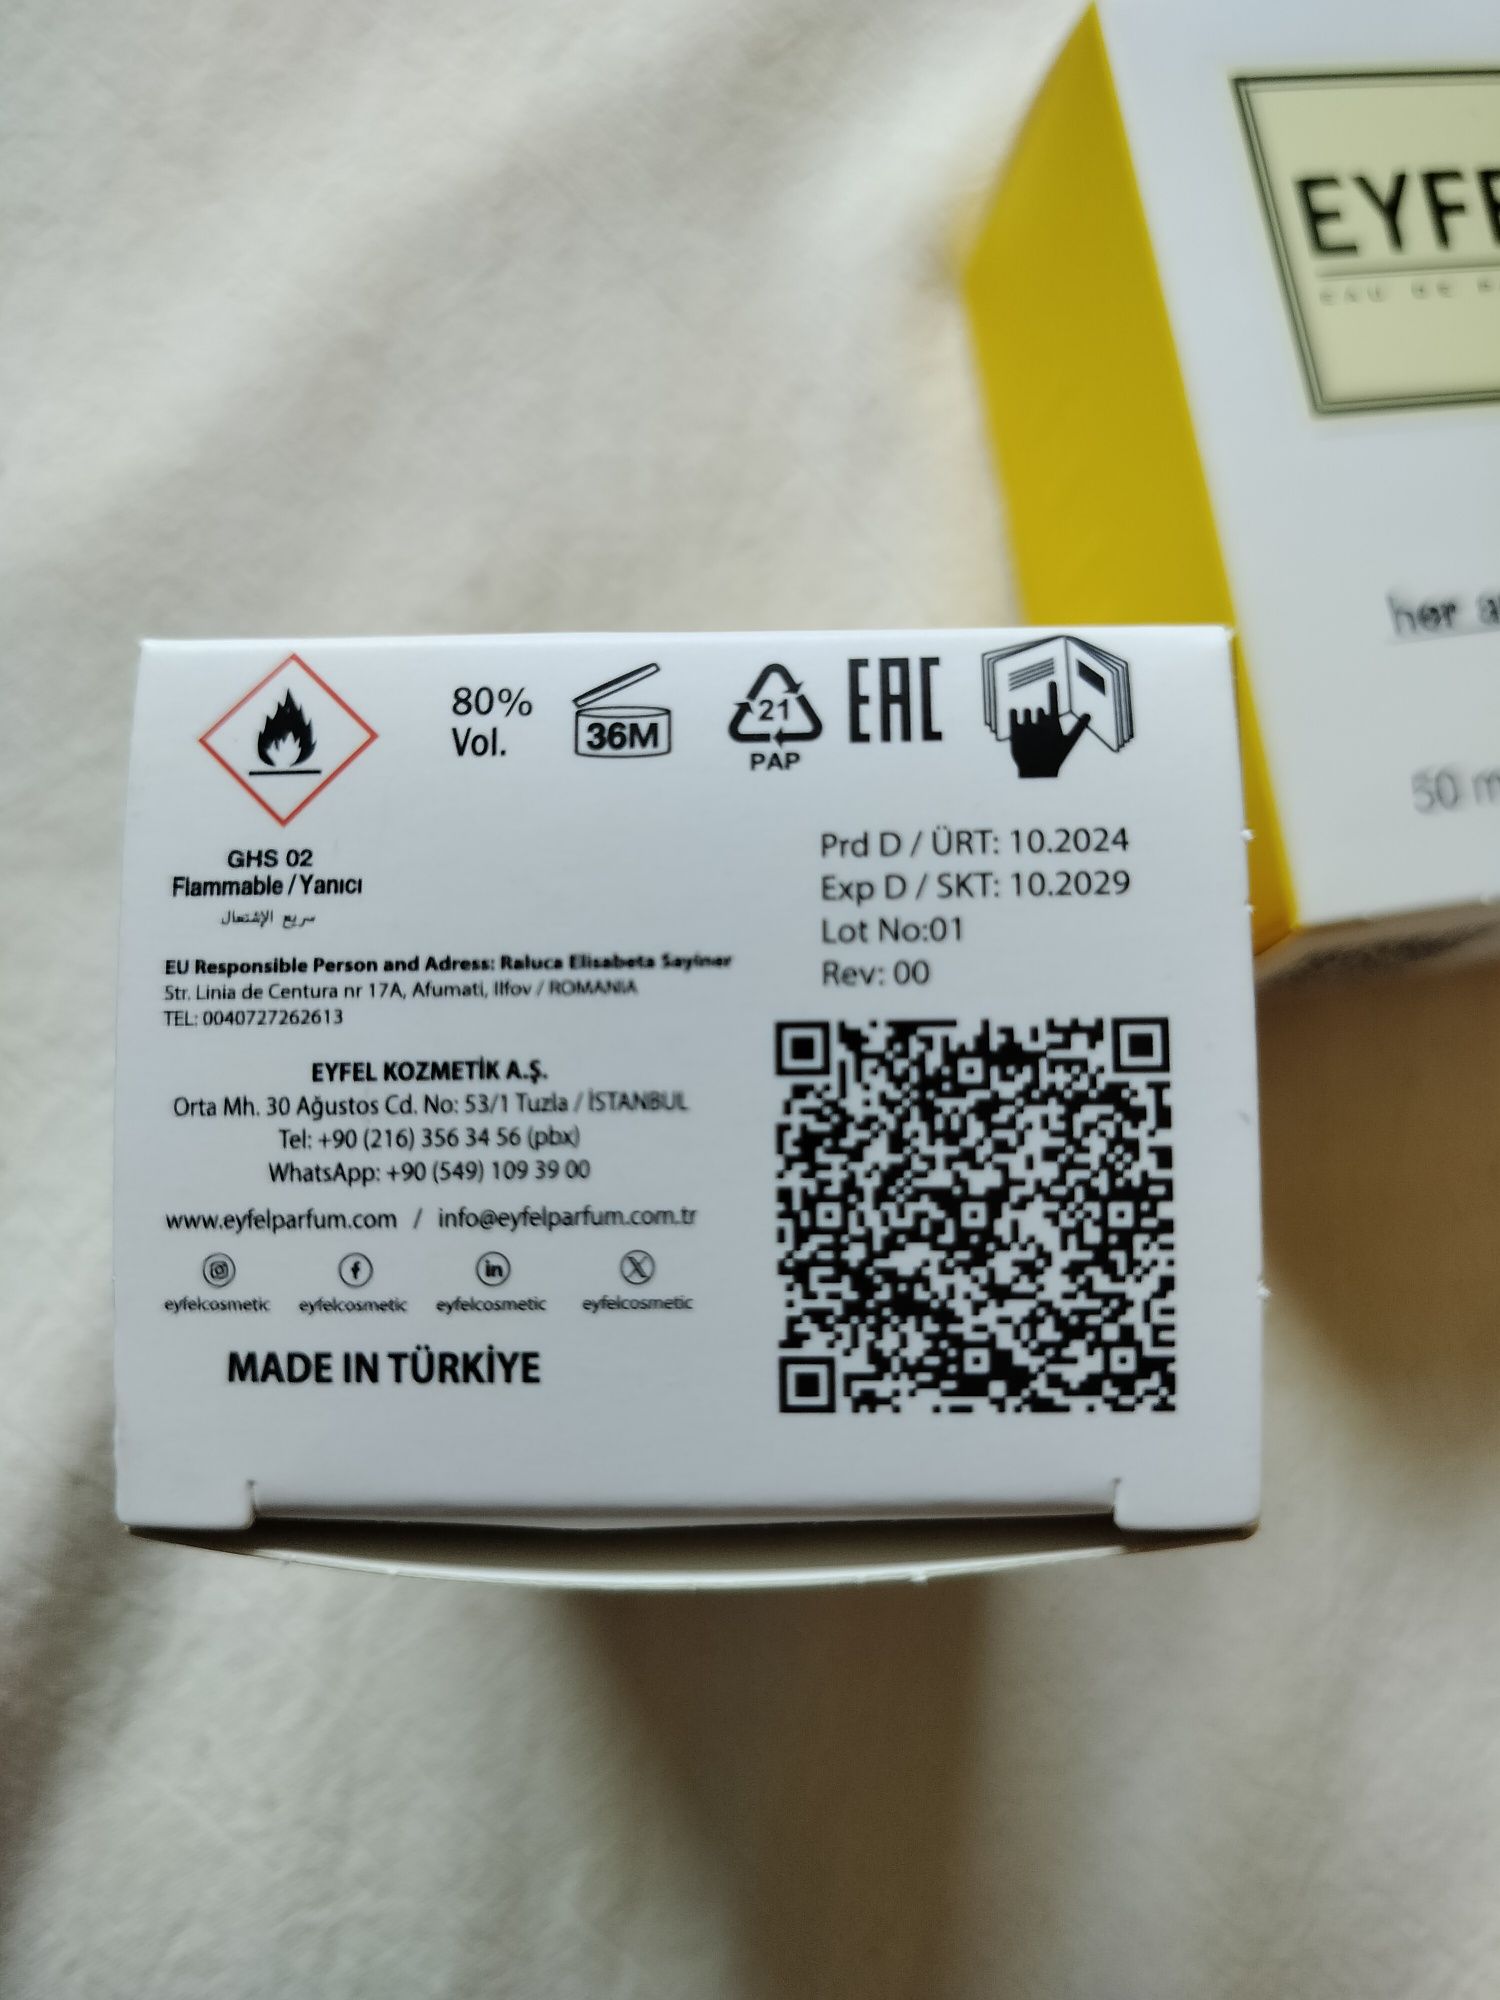 80%
Vol.
36M
21
PAP
EAC
GHS 02
Flammable / Yanıcı
سريع الإشتعال
Prd D / ÜRT: 10.2024
Exp D / SKT: 10.2029
Lot No:01
Rev: 00
EU Responsible Person and Adress: Raluca Elisabeta Sayiner
Str. Linia de Centura nr 17A, Afumati, Ilfov / ROMANIA
TEL: 0040727262613
EYFEL KOZMETİK A.Ş.
Orta Mh. 30 Ağustos Cd. No: 53/1 Tuzla / İSTANBUL
Tel: +90 (216) 356 34 56 (pbx)
WhatsApp: +90 (549) 109 39 00
www.eyfelparfum.com / info@eyfelparfum.com.tr
eyfelcosmetic eyfelcosmetic eyfelcosmetic eyfelcosmetic
MADE IN TÜRKİYE
EYFE
EAU DE
her a
50 m